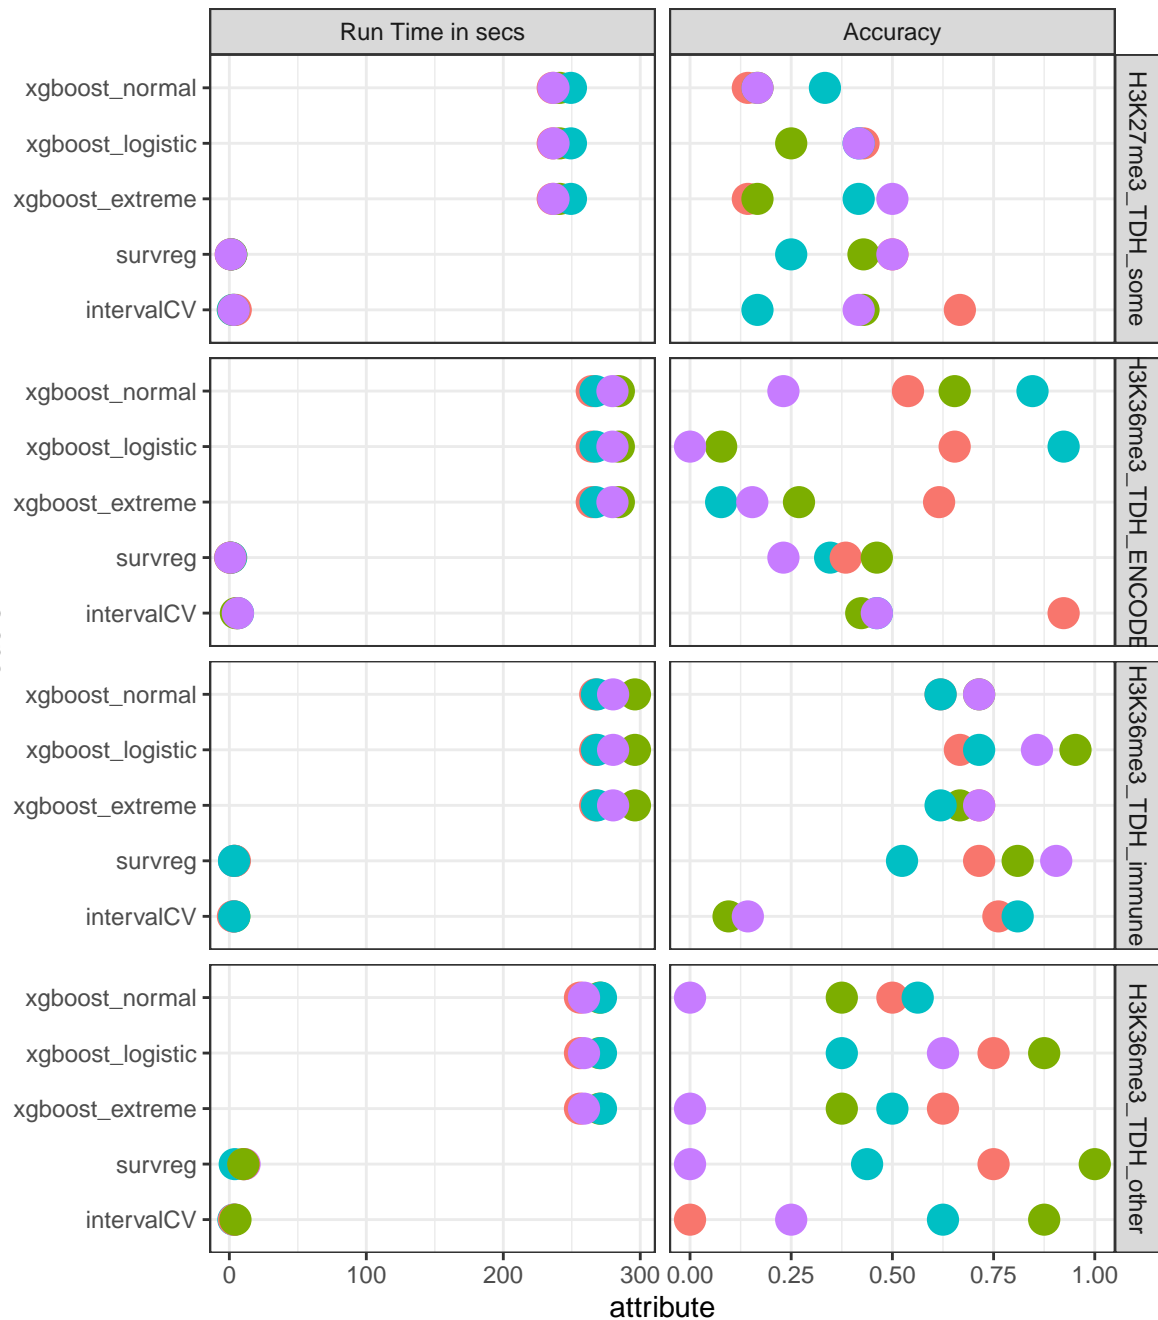 Run Time in secs
Accuracy
xgboost_normal
xgboost_logistic
xgboost_extreme
survreg
intervalCV
H3K27me3_TDH_some
xgboost_normal
xgboost_logistic
xgboost_extreme
survreg
intervalCV
H3K36me3_TDH_ENCODE
xgboost_normal
xgboost_logistic
xgboost_extreme
survreg
intervalCV
H3K36me3_TDH_immune
xgboost_normal
xgboost_logistic
xgboost_extreme
survreg
intervalCV
H3K36me3_TDH_other
0 100 200 300
0.00 0.25 0.50 0.75 1.00
attribute